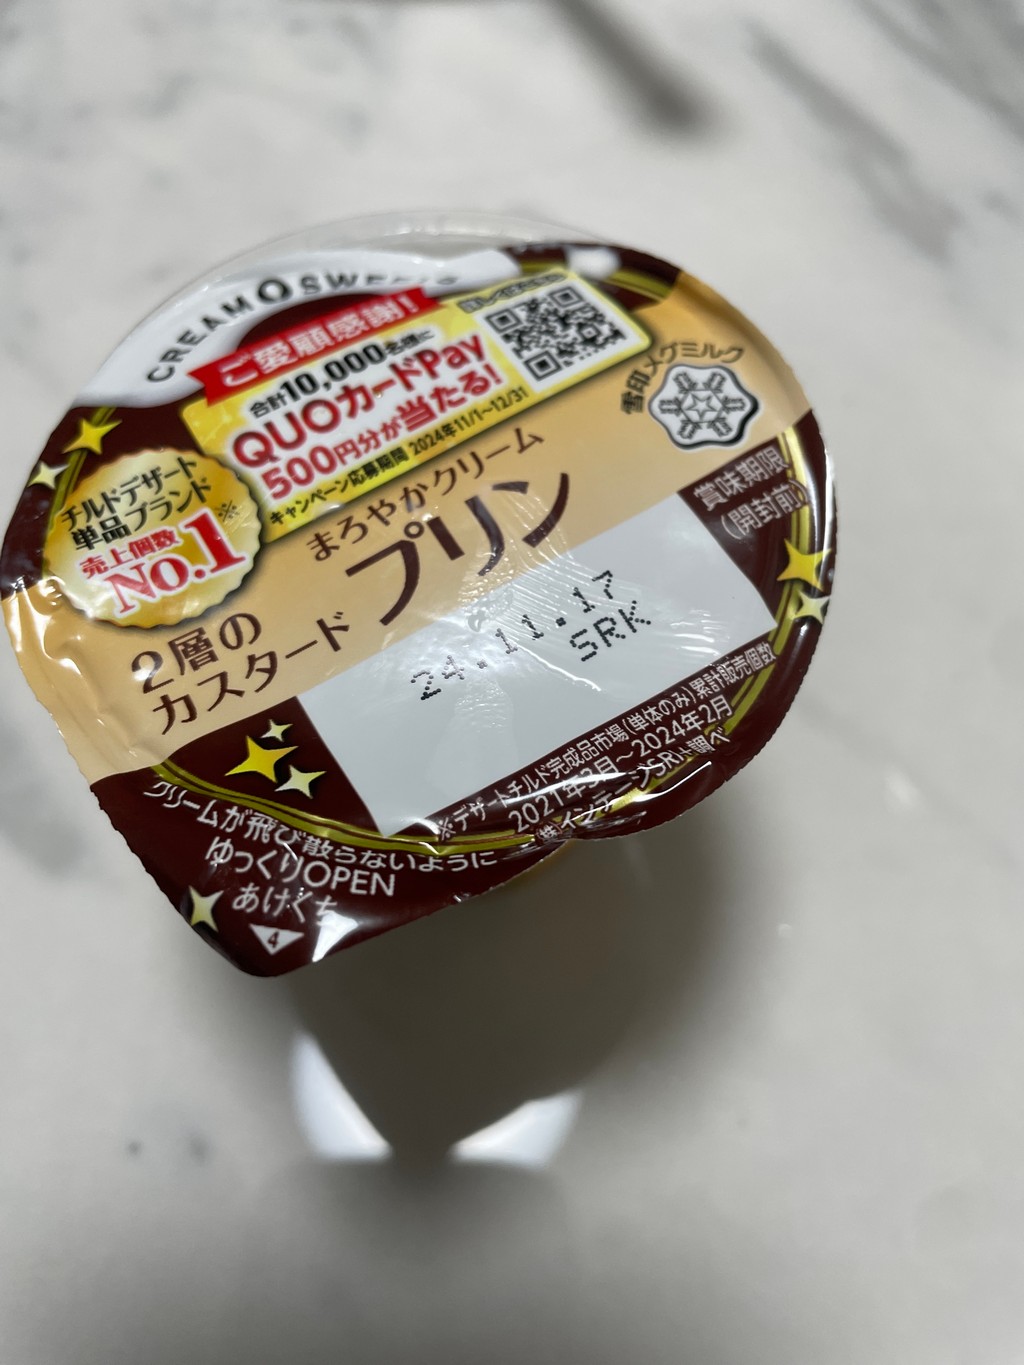 CREAM SWEETS
ご愛顧感謝!
合計10,000名様に
QUOカードPay
500円分が当たる!
キャンペーン応募期間 2024年11/1~12/31
雪印メグミルク
チルドデザート
単品ブランド※
売上個数
NO.1
まろやかクリーム
プリン
2層の
カスタード
賞味期限
(開封前)
24.11.17
SRK
※デザートチルド完成品市場(単体のみ)累計販売個数
2021年3月~2024年2月
クリームが飛び散らないように
ゆっくりOPEN
あけくち
4